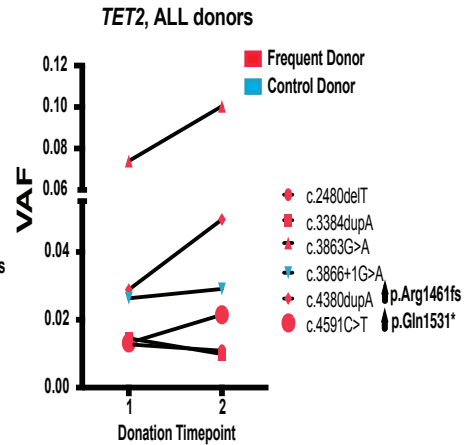 TET2, ALL donors
Frequent Donor
Control Donor
VAF
0.12
0.10
0.08
0.06
0.04
0.02
0.00
1
2
Donation Timepoint
c.2480delT
c.3384dupA
c.3863G>A
c.3866+1G>A
c.4380dupA p.Arg1461fs
c.4591C>T p.Gln1531*
s